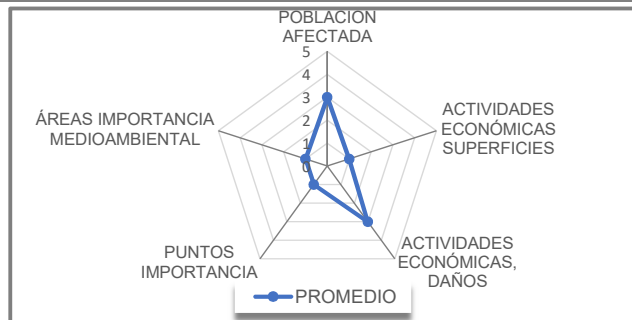 POBLACIÓN
AFECTADA
5
4
3
2
1
0
ÁREAS IMPORTANCIA
MEDIOAMBIENTAL
ACTIVIDADES
ECONÓMICAS
SUPERFICIES
PUNTOS
IMPORTANCIA
ACTIVIDADES
ECONÓMICAS,
DAÑOS
PROMEDIO